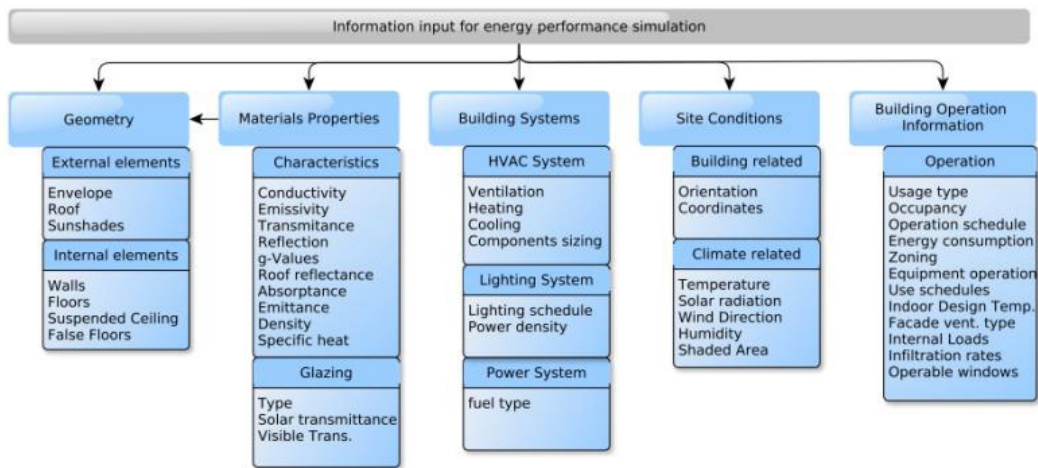 Information input for energy performance simulation
Geometry
External elements
Envelope
Roof
Sunshades
Internal elements
Walls
Floors
Suspended Ceiling
False Floors
Materials Properties
Characteristics
Conductivity
Emissivity
Transmitance
Reflection
g-Values
Roof reflectance
Absorptance
Emittance
Density
Specific heat
Glazing
Type
Solar transmittance
Visible Trans.
Building Systems
HVAC System
Ventilation
Heating
Cooling
Components sizing
Lighting System
Lighting schedule
Power density
Power System
fuel type
Site Conditions
Building related
Orientation
Coordinates
Climate related
Temperature
Solar radiation
Wind Direction
Humidity
Shaded Area
Building Operation
Information
Operation
Usage type
Occupancy
Operation schedule
Energy consumption
Zoning
Equipment operation
Use schedules
Indoor Design Temp.
Facade vent. type
Internal Loads
Infiltration rates
Operable windows